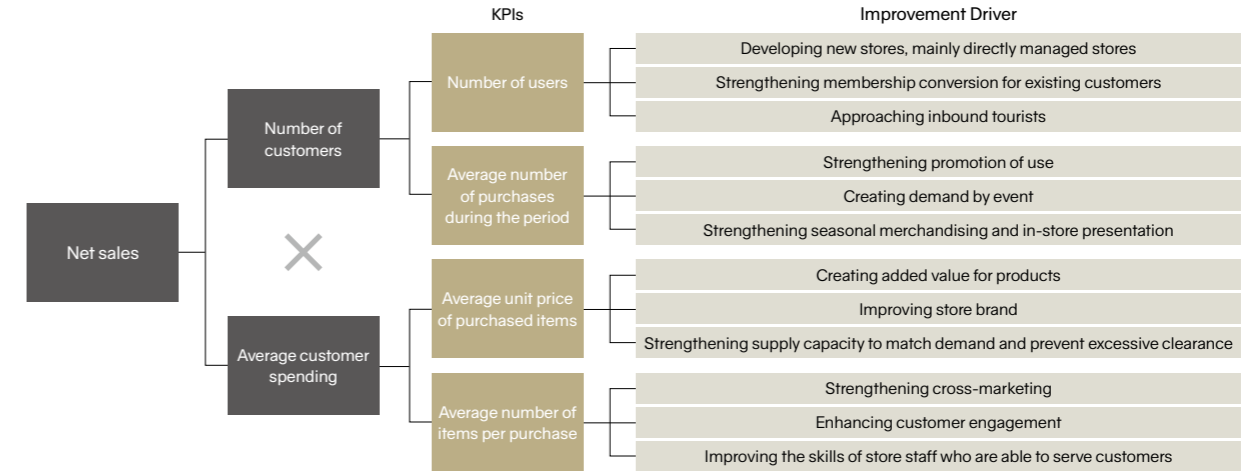 KPIs
Improvement Driver
Net sales
Number of
customers
×
Average customer
spending
Number of users
Developing new stores, mainly directly managed stores
Strengthening membership conversion for existing customers
Approaching inbound tourists
Average number
of purchases
during the period
Strengthening promotion of use
Creating demand by event
Strengthening seasonal merchandising and in-store presentation
Average unit price
of purchased items
Creating added value for products
Improving store brand
Strengthening supply capacity to match demand and prevent excessive clearance
Average number of
items per purchase
Strengthening cross-marketing
Enhancing customer engagement
Improving the skills of store staff who are able to serve customers